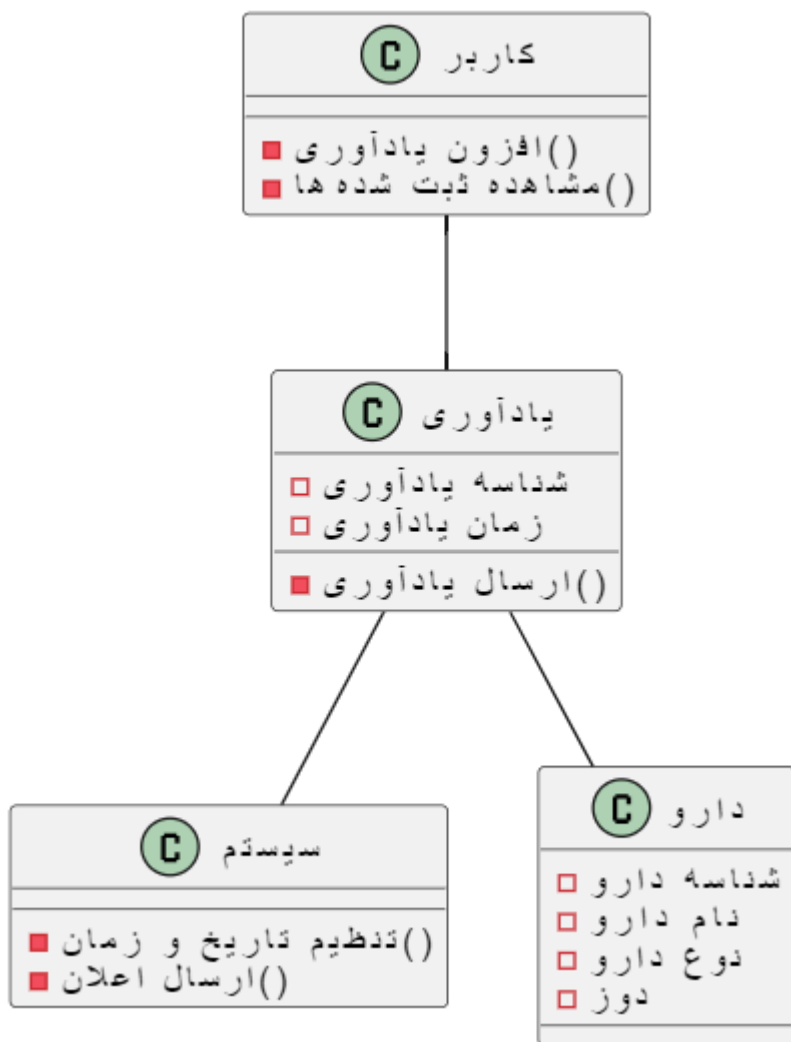 C کاربر
افزون یادآوری()
مشاهده ثبت شده ها()
C یادآوری
شناسه یادآوری
زمان یادآوری
ارسال یادآوری()
C سیستم
تنظیم تاریخ و زمان()
ارسال اعلان()
C دارو
شناسه دارو
نام دارو
نوع دارو
دوز